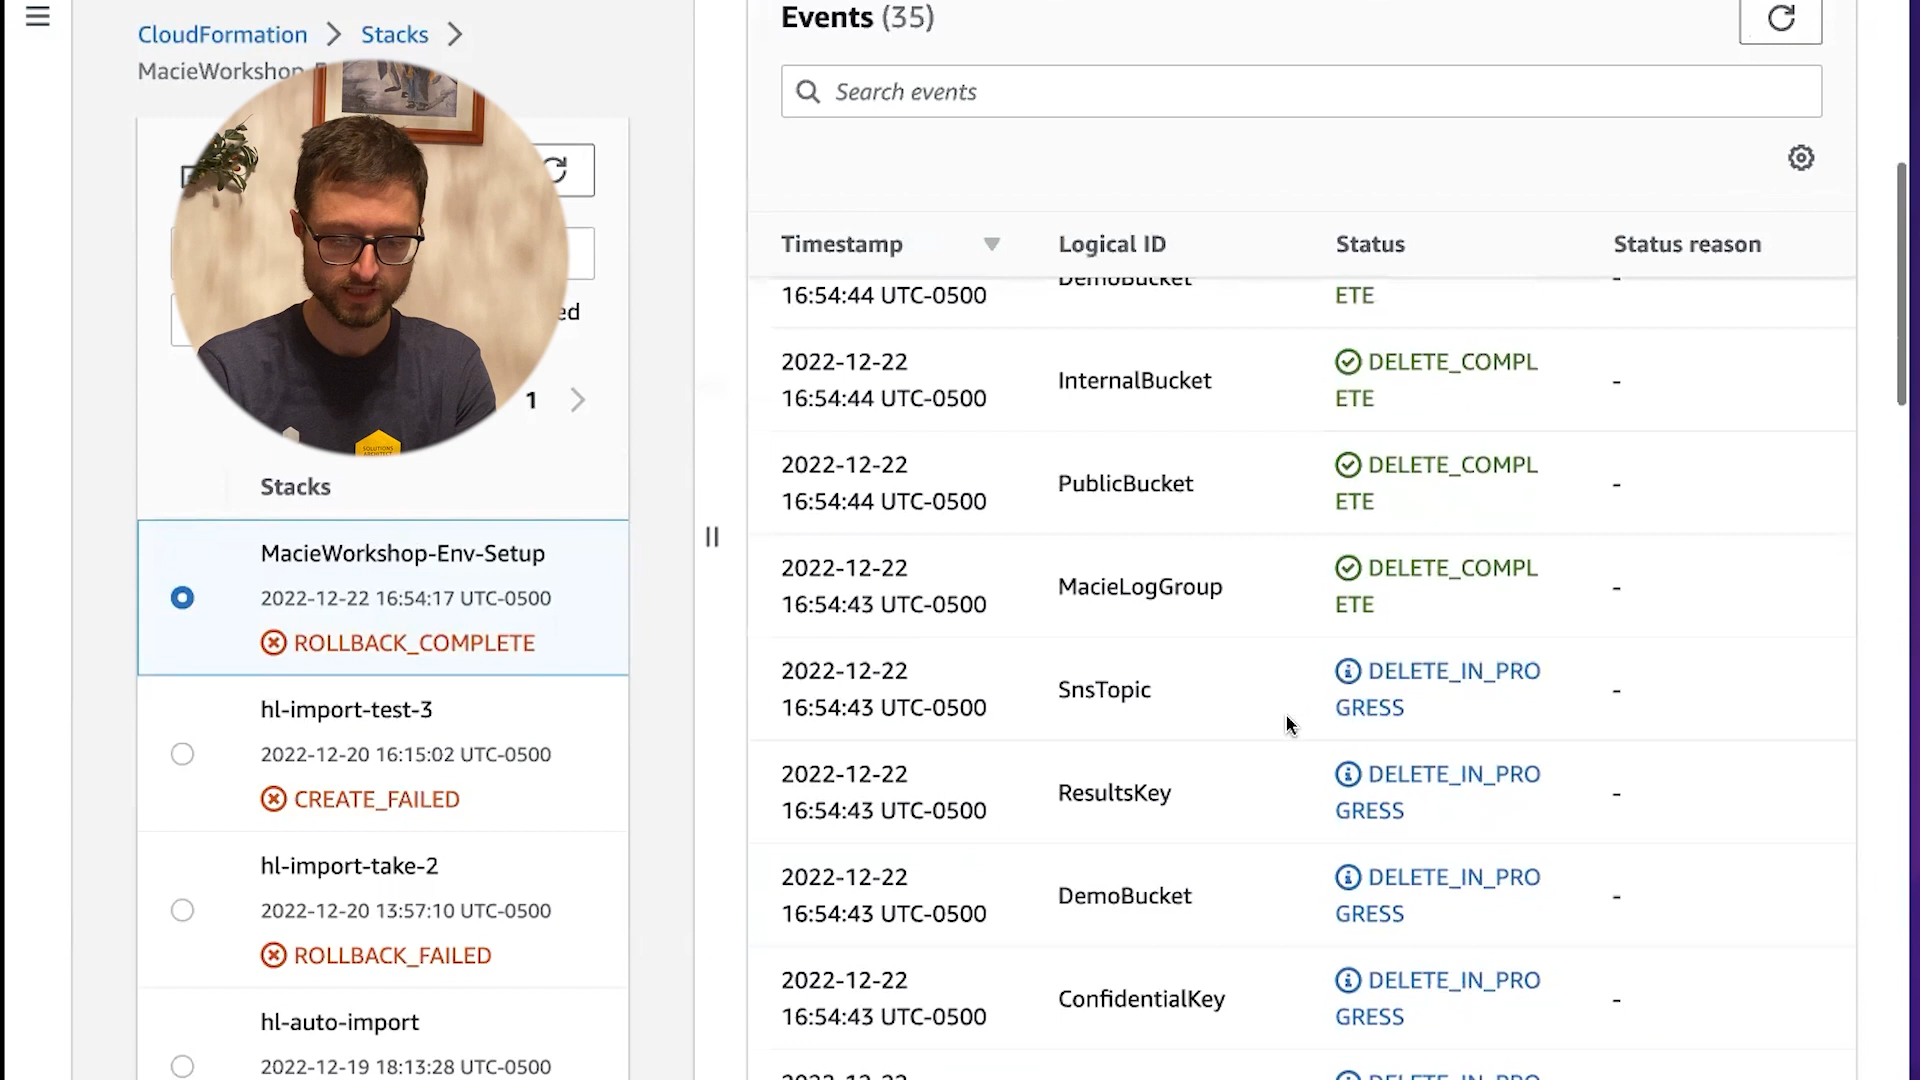 CloudFormation
Stacks
MacieWorkshop-
ed
1
Stacks
MacieWorkshop-Env-Setup
2022-12-22 16:54:17 UTC-0500
ROLLBACK_COMPLETE
hl-import-test-3
2022-12-20 16:15:02 UTC-0500
CREATE_FAILED
hl-import-take-2
2022-12-20 13:57:10 UTC-0500
ROLLBACK_FAILED
hl-auto-import
2022-12-19 18:13:28 UTC-0500
SOLUTIONS
ARCHITECT
Events (35)
Search events
Timestamp Logical ID Status Status reason
DemoBucket -
16:54:44 UTC-0500 ETE
2022-12-22 DELETE_COMPL
InternalBucket -
16:54:44 UTC-0500 ETE
2022-12-22 DELETE_COMPL
PublicBucket -
16:54:44 UTC-0500 ETE
2022-12-22 DELETE_COMPL
MacieLogGroup -
16:54:43 UTC-0500 ETE
2022-12-22 DELETE_IN_PRO
SnsTopic -
16:54:43 UTC-0500 GRESS
2022-12-22 DELETE_IN_PRO
ResultsKey -
16:54:43 UTC-0500 GRESS
2022-12-22 DELETE_IN_PRO
DemoBucket -
16:54:43 UTC-0500 GRESS
2022-12-22 DELETE_IN_PRO
ConfidentialKey -
16:54:43 UTC-0500 GRESS
2022-12-22 DELETE_IN_PRO